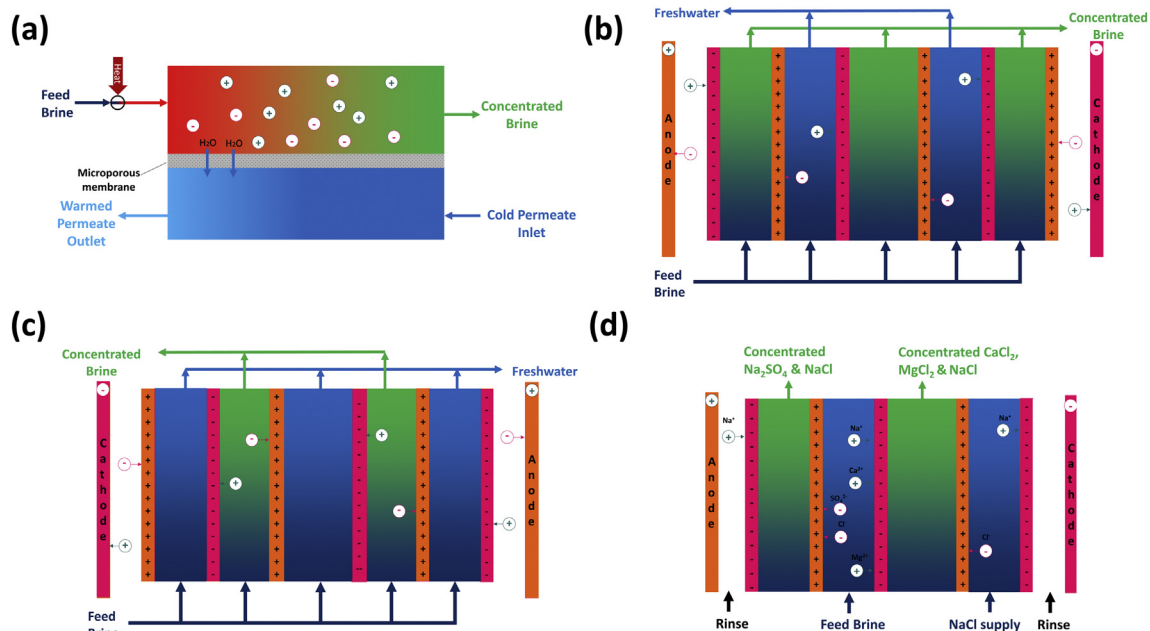 (a)
Heat
Feed
Brine
H₂O H₂O
Concentrated
Brine
Microporous
membrane
Warmed
Permeate
Outlet
Cold Permeate
Inlet
(b)
Freshwater
Concentrated
Brine
Anode
Cathode
Feed
Brine
(c)
Concentrated
Brine
Freshwater
Cathode
Anode
Feed
(d)
Concentrated
Na₂SO₄ & NaCl
Concentrated CaCl₂,
MgCl₂ & NaCl
Anode
Na⁺
Na⁺
Ca²⁺
SO₄²⁻
Cl
Mg²⁺
Na⁺
Cl⁻
Cathode
Rinse
Feed Brine
NaCl supply
Rinse